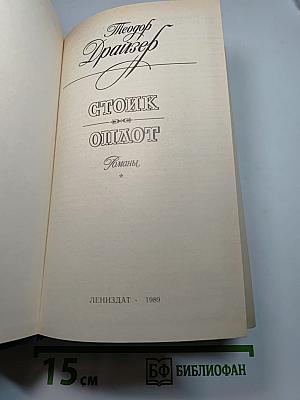 Теодор
Драйзер
СТОИК
ОПЛОТ
Романы
*
ЛЕНИЗДАТ · 1989
15 см
БФ БИБЛИОФАН